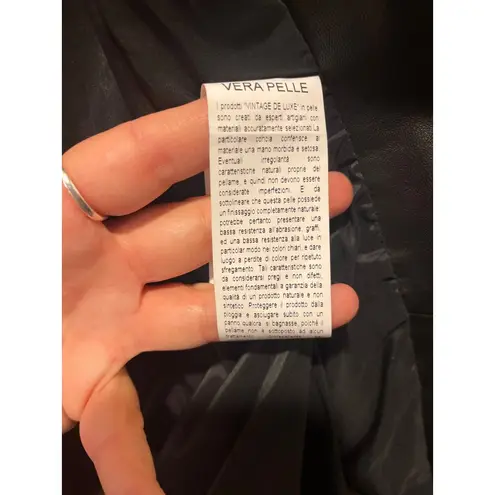 VERA PELLE
I prodotti "VINTAGE DE LUXE" in pelle
sono creati da esperti artigiani con
materiali accuratamente selezionati.La
particolare concia conferisce al
materiale una mano morbida e setosa.
Eventuali irregolarità sono
caratteristiche naturali proprie del
pellame, e quindi non devono essere
considerate imperfezioni. E' da
sottolineare che questa pelle possiede
un finissaggio completamente naturale:
potrebbe pertanto presentare una
bassa resistenza all'abrasione, graffi,
ed una bassa resistenza alla luce in
particolar modo nei colori chiari, e dare
luogo a perdite di colore per ripetuto
sfregamento. Tali caratteristiche sono
da considerarsi pregi e non difetti,
elementi fondamentali a garanzia della
qualità di un prodotto naturale e non
sintetico. Proteggere il prodotto dalla
pioggia e asciugare subito con un
panno qualora si bagnasse, poiché il
pellame non è sottoposto ad alcun
trattamento